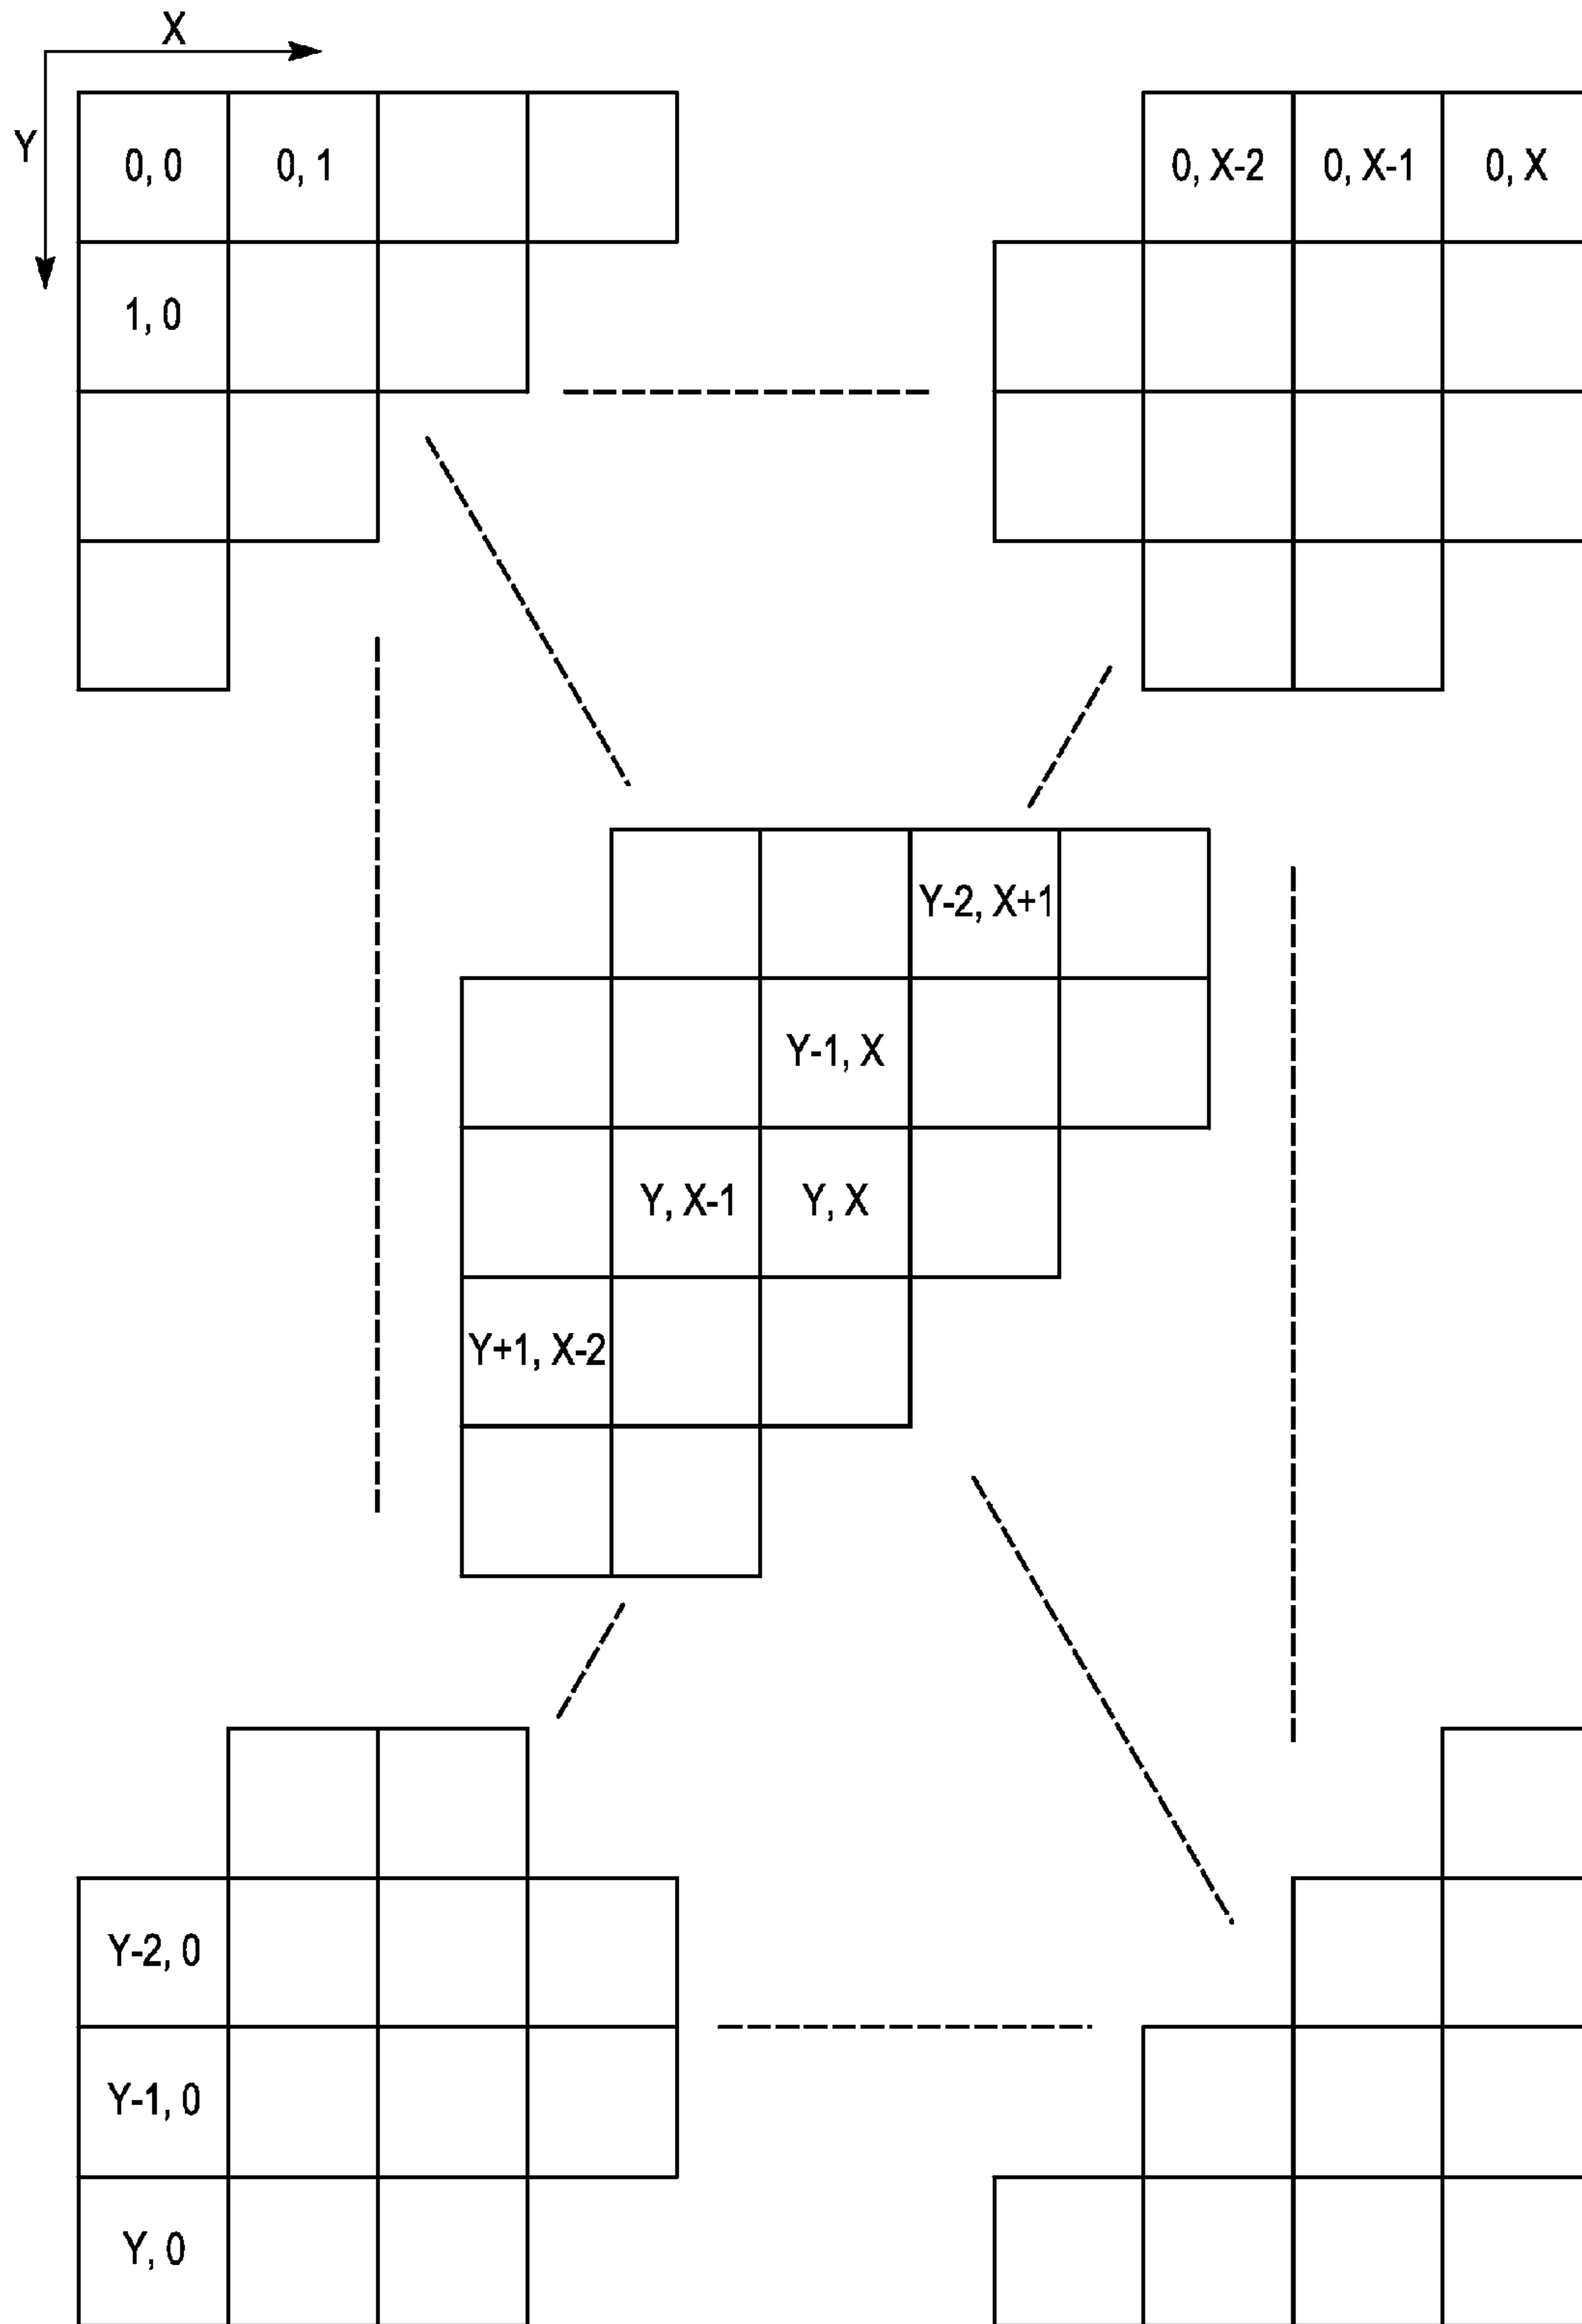 X
Y
0, 0
0, 1
0, X-2
0, X-1
0, X
1, 0
Y-2, X+1
Y-1, X
Y, X-1
Y, X
Y+1, X-2
Y-2, 0
Y-1, 0
Y, 0